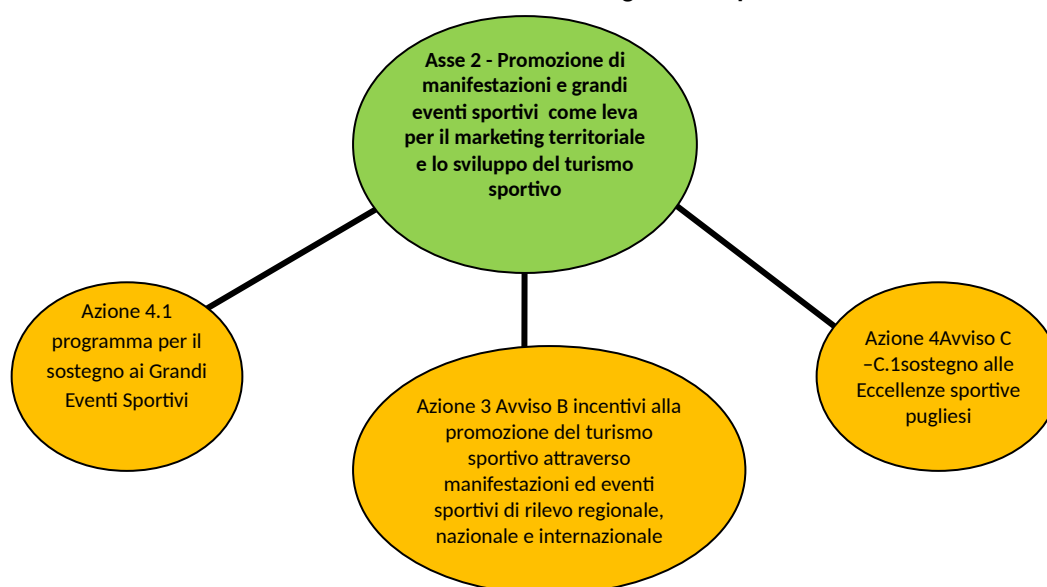 Asse 2 - Promozione di
manifestazioni e grandi
eventi sportivi  come leva
per il marketing territoriale
e lo sviluppo del turismo
sportivo
Azione 4.1
programma per il
sostegno ai Grandi
Eventi Sportivi
Azione 3 Avviso B incentivi alla
promozione del turismo
sportivo attraverso
manifestazioni ed eventi
sportivi di rilevo regionale,
nazionale e internazionale
Azione 4Avviso C
–C.1sostegno alle
Eccellenze sportive
pugliesi